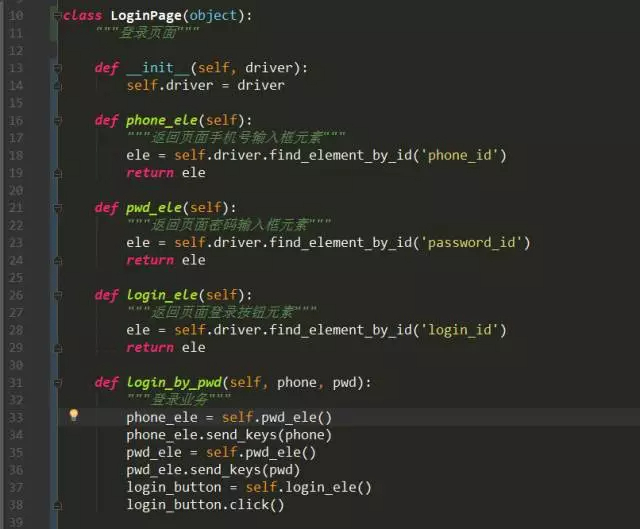 10 class LoginPage(object):
11     """登录页面"""
12
13     def __init__(self, driver):
14         self.driver = driver
15
16     def phone_ele(self):
17         """返回页面手机号输入框元素"""
18         ele = self.driver.find_element_by_id('phone_id')
19         return ele
20
21     def pwd_ele(self):
22         """返回页面密码输入框元素"""
23         ele = self.driver.find_element_by_id('password_id')
24         return ele
25
26     def login_ele(self):
27         """返回页面登录按钮元素"""
28         ele = self.driver.find_element_by_id('login_id')
29         return ele
30
31     def login_by_pwd(self, phone, pwd):
32         """登录业务"""
33         phone_ele = self.pwd_ele()
34         phone_ele.send_keys(phone)
35         pwd_ele = self.pwd_ele()
36         pwd_ele.send_keys(pwd)
37         login_button = self.login_ele()
38         login_button.click()
39